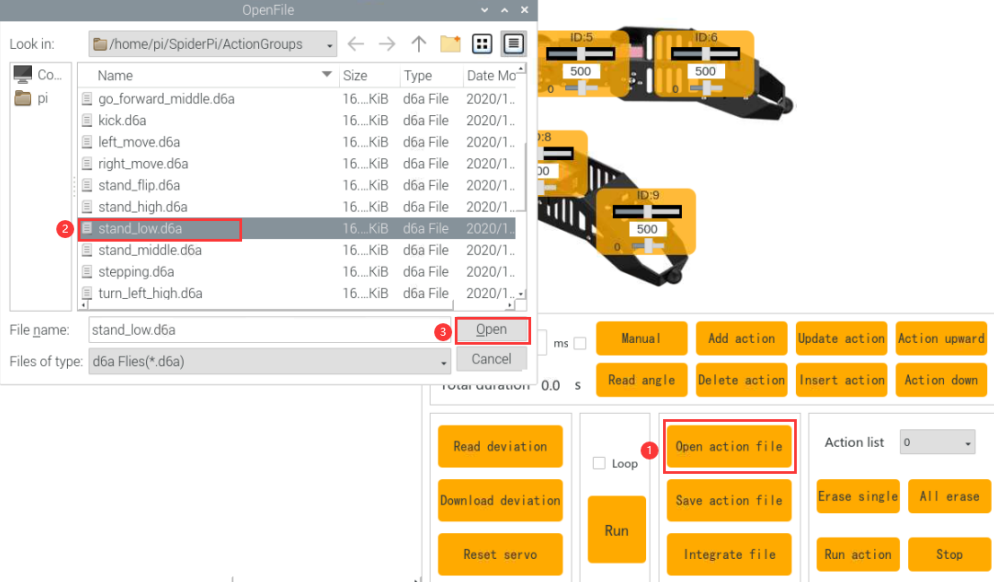 OpenFile
Look in:
/home/pi/SpiderPi/ActionGroups
Co...
pi
Name Size Type Date Mo
go_forward_middle.d6a 16....KiB d6a File 2020/1..
kick.d6a 16....KiB d6a File 2020/1..
left_move.d6a 16....KiB d6a File 2020/1..
right_move.d6a 16....KiB d6a File 2020/1..
stand_flip.d6a 16....KiB d6a File 2020/1..
stand_high.d6a 16....KiB d6a File 2020/1..
2 stand_low.d6a 16....KiB d6a File 2020/1..
stand_middle.d6a 16....KiB d6a File 2020/1..
stepping.d6a 16....KiB d6a File 2020/1..
turn_left_high.d6a 16....KiB d6a File 2020/1..
File name: stand_low.d6a 3 Open
Files of type: d6a Flies(*.d6a) Cancel
ID:5
500
0
ID:6
500
0
:8
00
ID:9
500
0
ms
Manual Add action Update action Action upward
Total duration 0.0 s
Read angle Delete action Insert action Action down
Read deviation
Download deviation
Reset servo
Loop
Run
1 Open action file
Save action file
Integrate file
Action list 0
Erase single All erase
Run action Stop